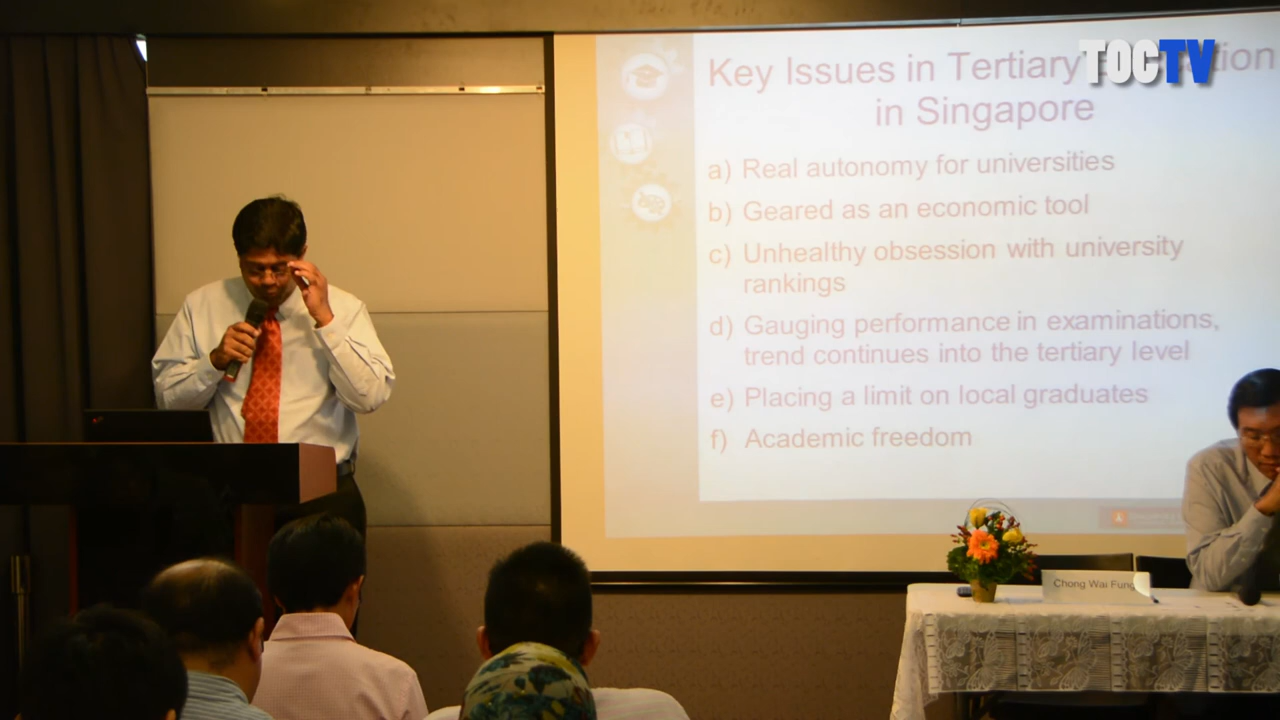 TOCTV
Key Issues in Tertiary
in Singapore
a) Real autonomy for universities
b) Geared as an economic tool
c) Unhealthy obsession with university
rankings
d) Gauging performance in examinations,
trend continues into the tertiary level
e) Placing a limit on local graduates
f) Academic freedom
Chong Wai Fung